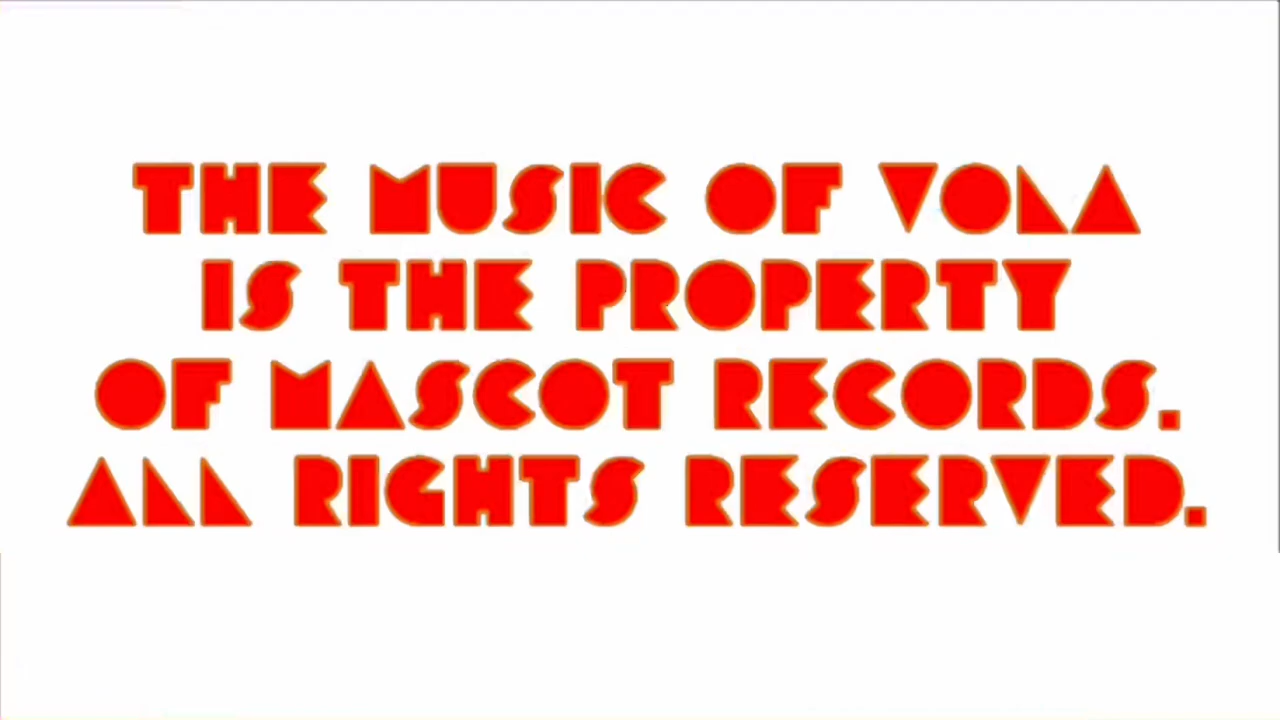 THE MUSIC OF VOLA
IS THE PROPERTY
OF MASCOT RECORDS.
ALL RIGHTS RESERVED.